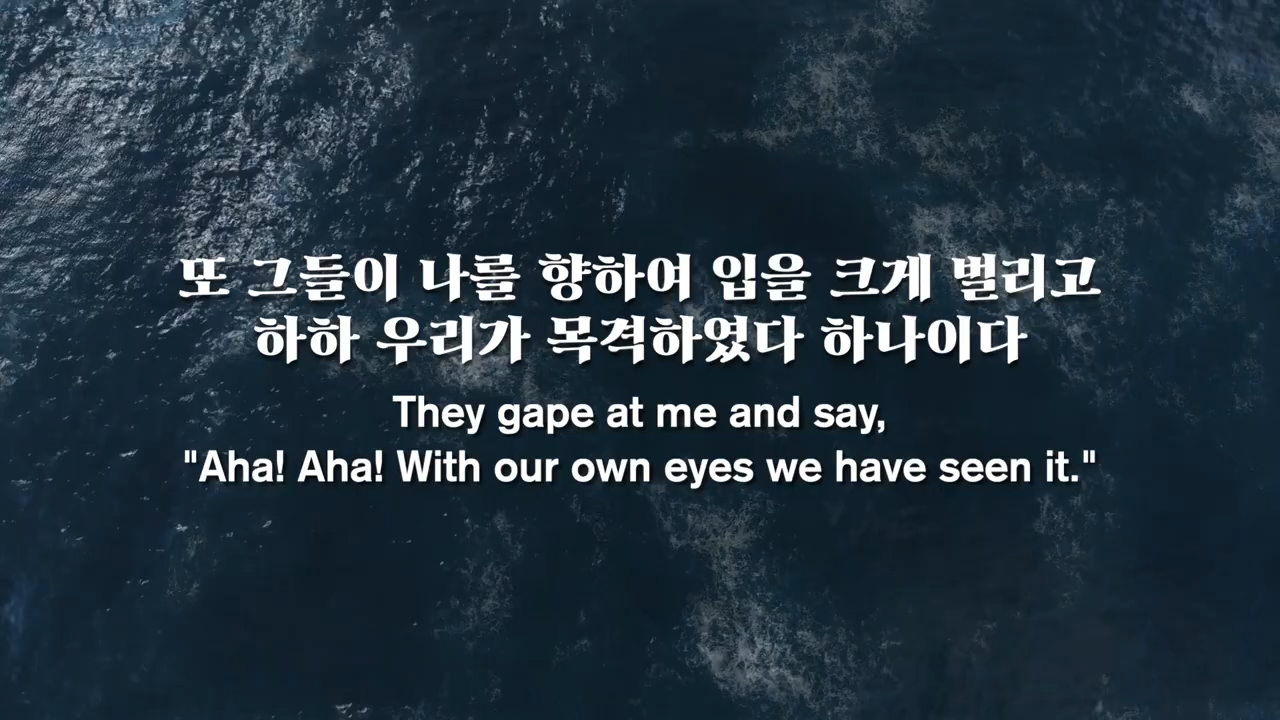 또 그들이 나를 향하여 입을 크게 벌리고
하하 우리가 목격하였다 하나이다
They gape at me and say,
"Aha! Aha! With our own eyes we have seen it."